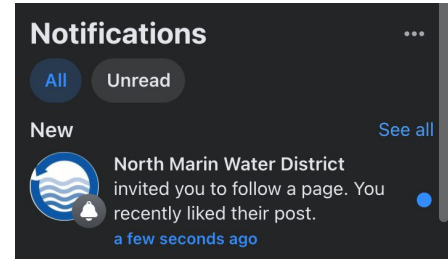 Notifications
All
Unread
New
See all
North Marin Water District
invited you to follow a page. You
recently liked their post.
a few seconds ago